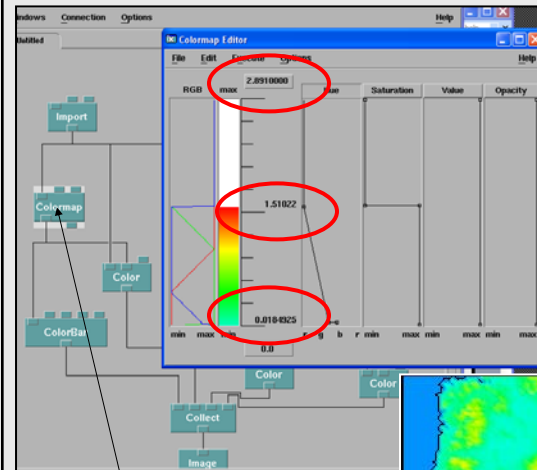 ndows Connection Options Help
Untitled
Colormap Editor
File Edit Execute Options Help
2.8910000
RGB max Hue Saturation Value Opacity
Import
1.51022
Colormap
Color
0.0184925
ColorBar
min max min r g b r min max min max min max
0.0
Color
Color
Collect
Image